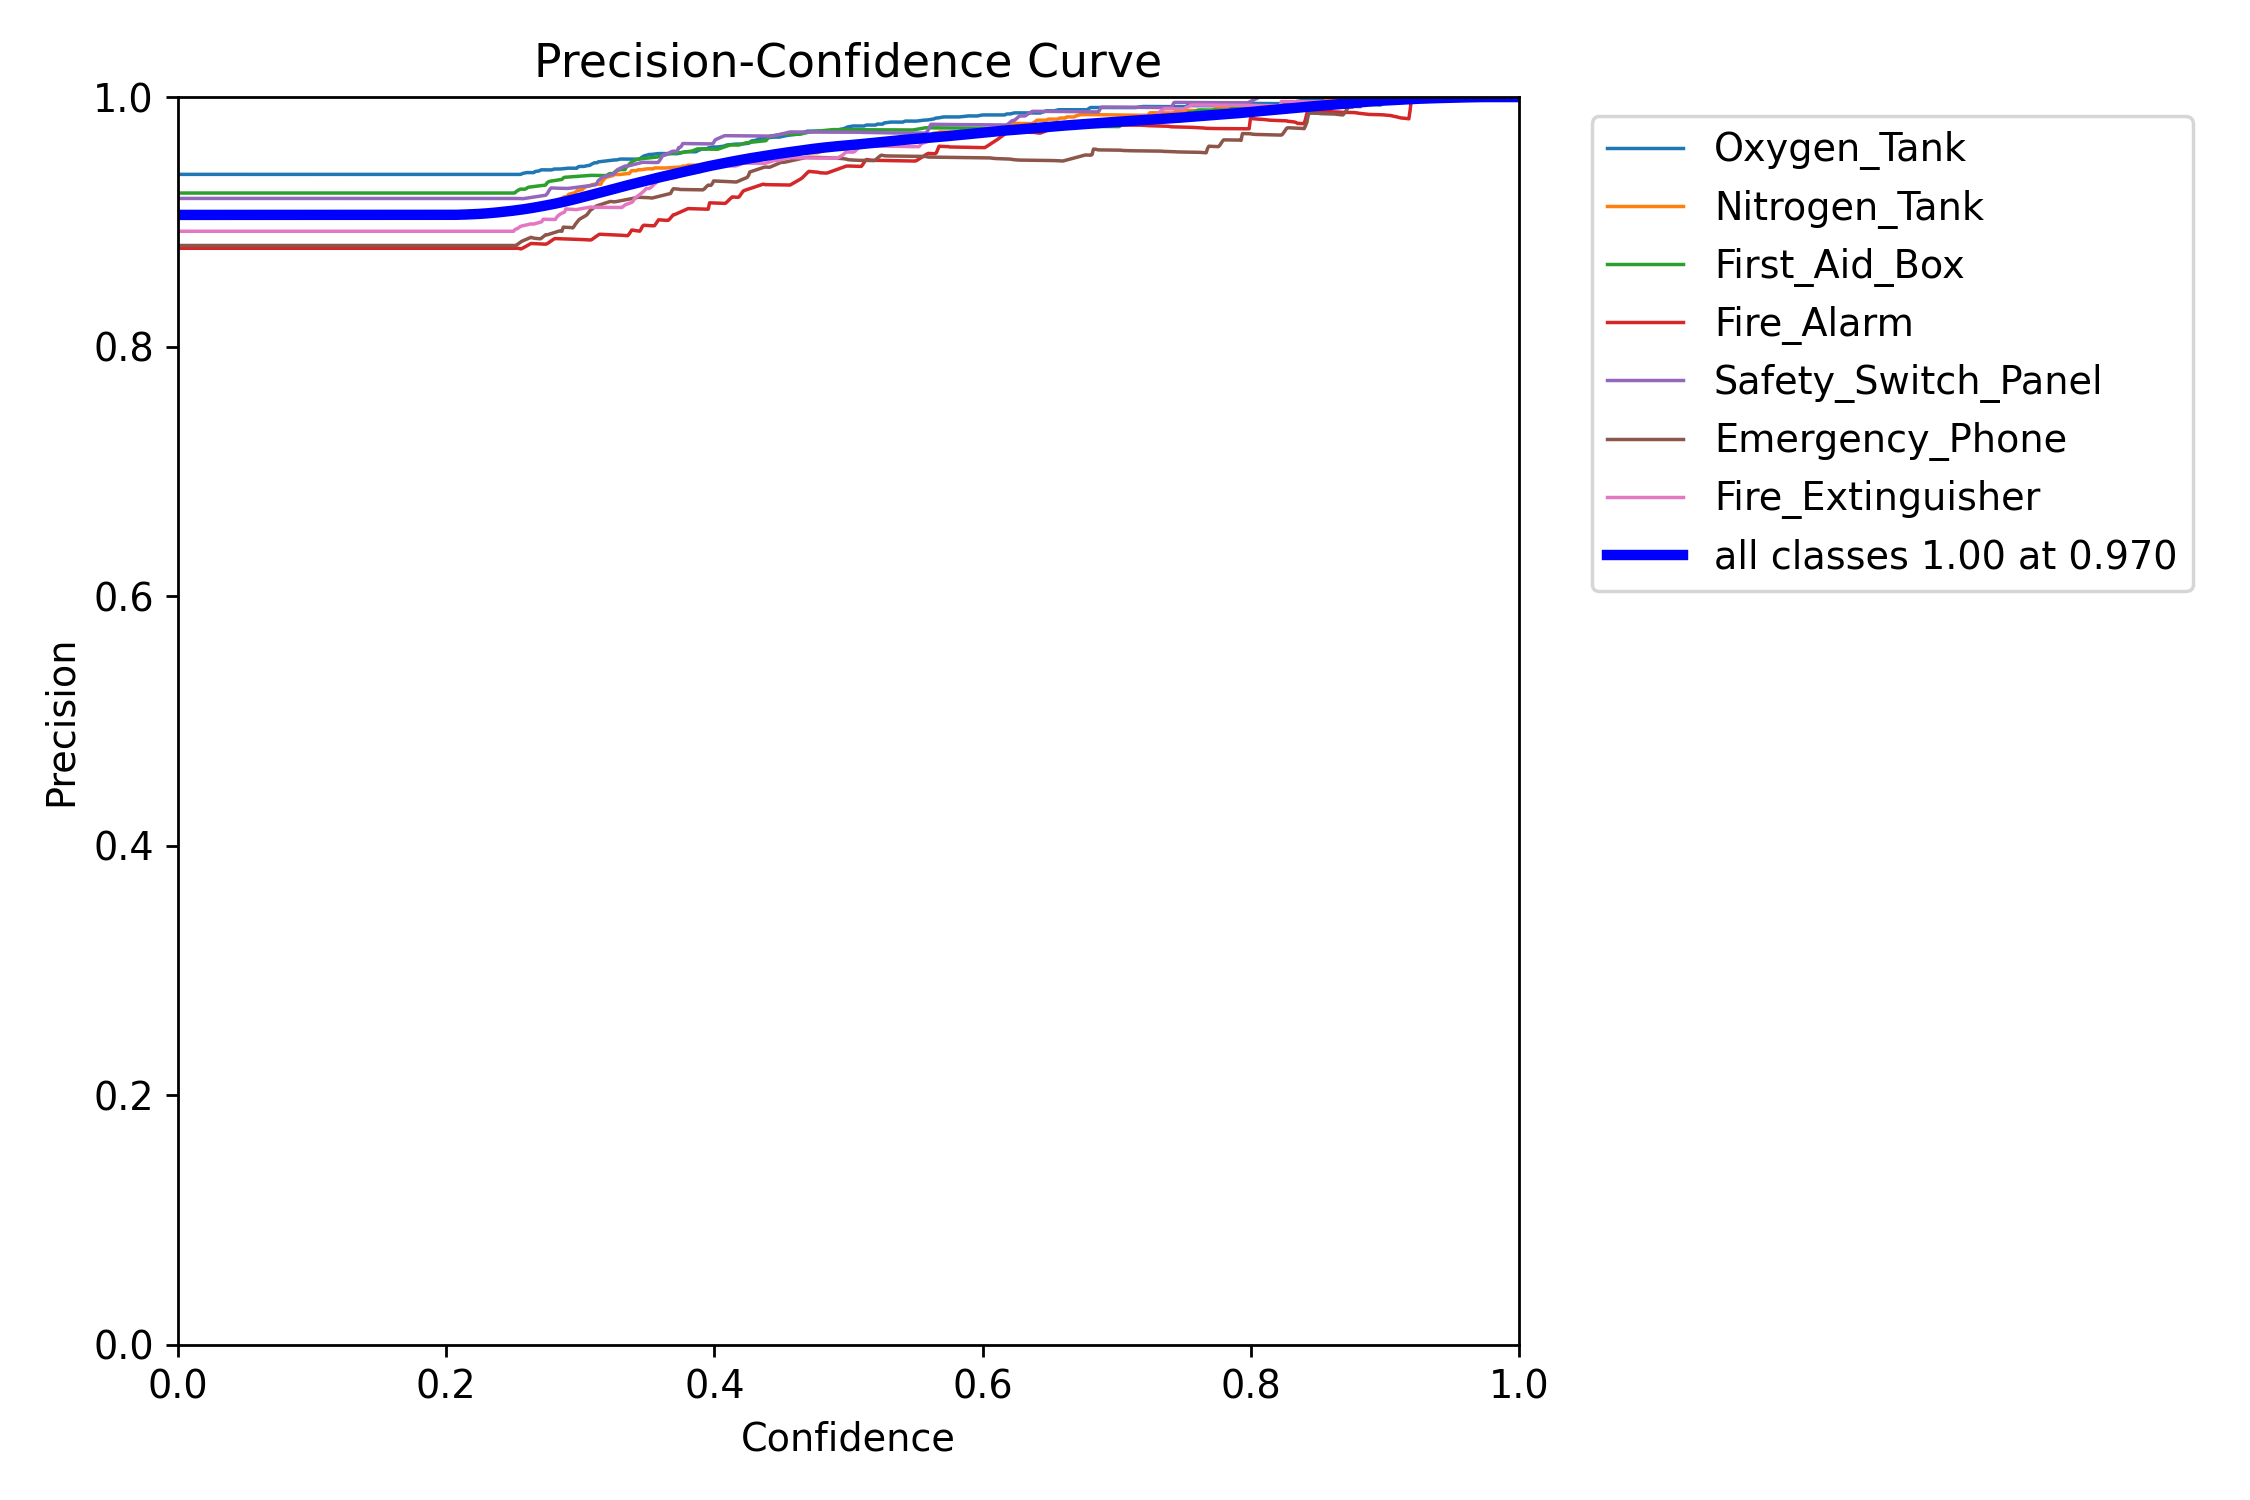 Precision-Confidence Curve
1.0
0.8
0.6
0.4
0.2
0.0
Precision
0.0 0.2 0.4 0.6 0.8 1.0
Confidence
Oxygen_Tank
Nitrogen_Tank
First_Aid_Box
Fire_Alarm
Safety_Switch_Panel
Emergency_Phone
Fire_Extinguisher
all classes 1.00 at 0.970